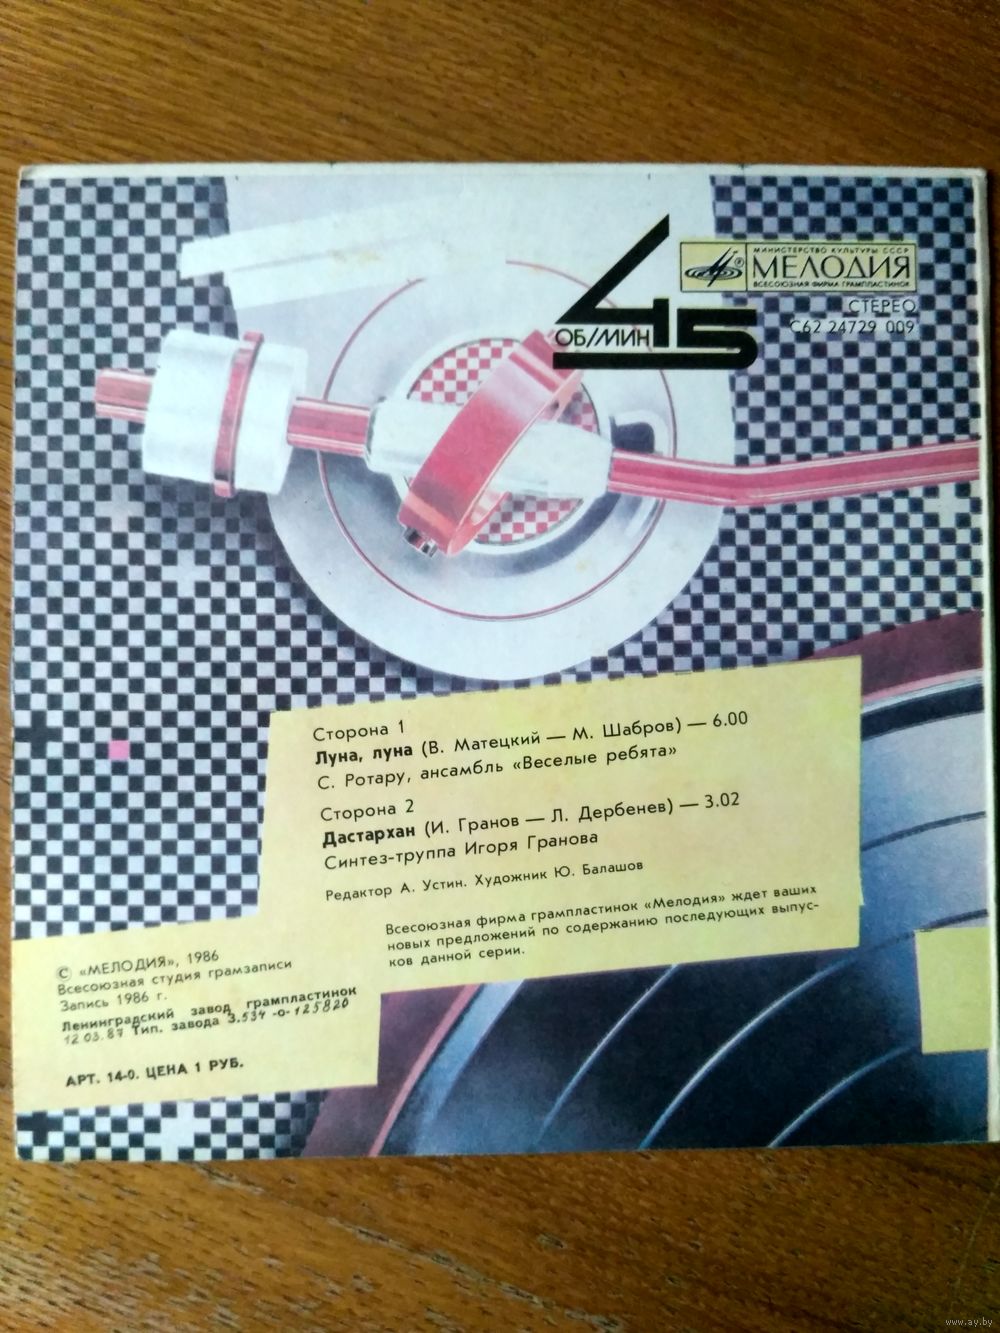 45
ОБ/МИН
МИНИСТЕРСТВО КУЛЬТУРЫ СССР
МЕЛОДИЯ
ВСЕСОЮЗНАЯ ФИРМА ГРАМПЛАСТИНОК
СТЕРЕО
С62 24729 009
Сторона 1
Луна, луна (В. Матецкий — М. Шабров) — 6.00
С. Ротару, ансамбль «Веселые ребята»
Сторона 2
Дастархан (И. Гранов — Л. Дербенев) — 3.02
Синтез-группа Игоря Гранова
Редактор А. Устин. Художник Ю. Балашов
Всесоюзная фирма грампластинок «Мелодия» ждет ваших
новых предложений по содержанию последующих выпус-
ков данной серии.
© «МЕЛОДИЯ», 1986
Всесоюзная студия грамзаписи
Запись 1986 г.
Ленинградский завод грампластинок
12 03.87 Тип. завода З.534-0-125820
АРТ. 14-0. ЦЕНА 1 РУБ.
www.ay.by